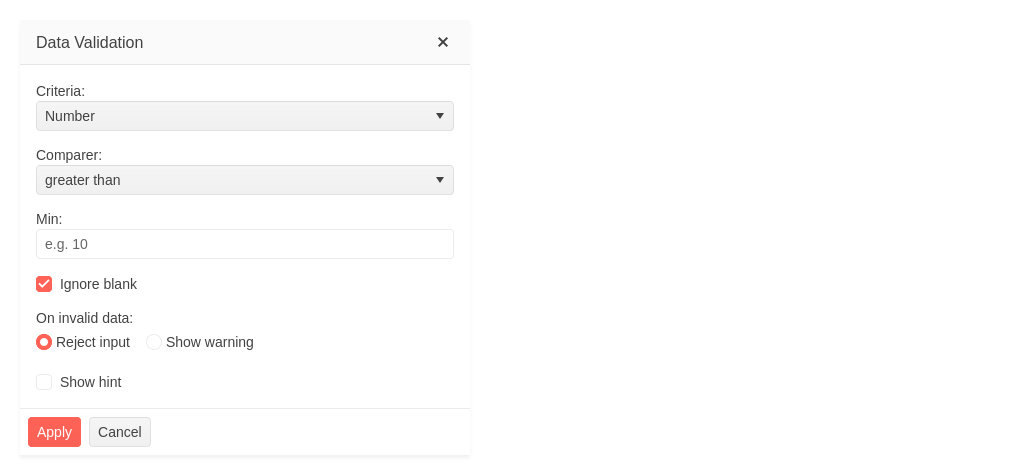 Data Validation
Criteria:
Number
Comparer:
greater than
Min:
e.g. 10
Ignore blank
On invalid data:
Reject input Show warning
Show hint
Apply Cancel